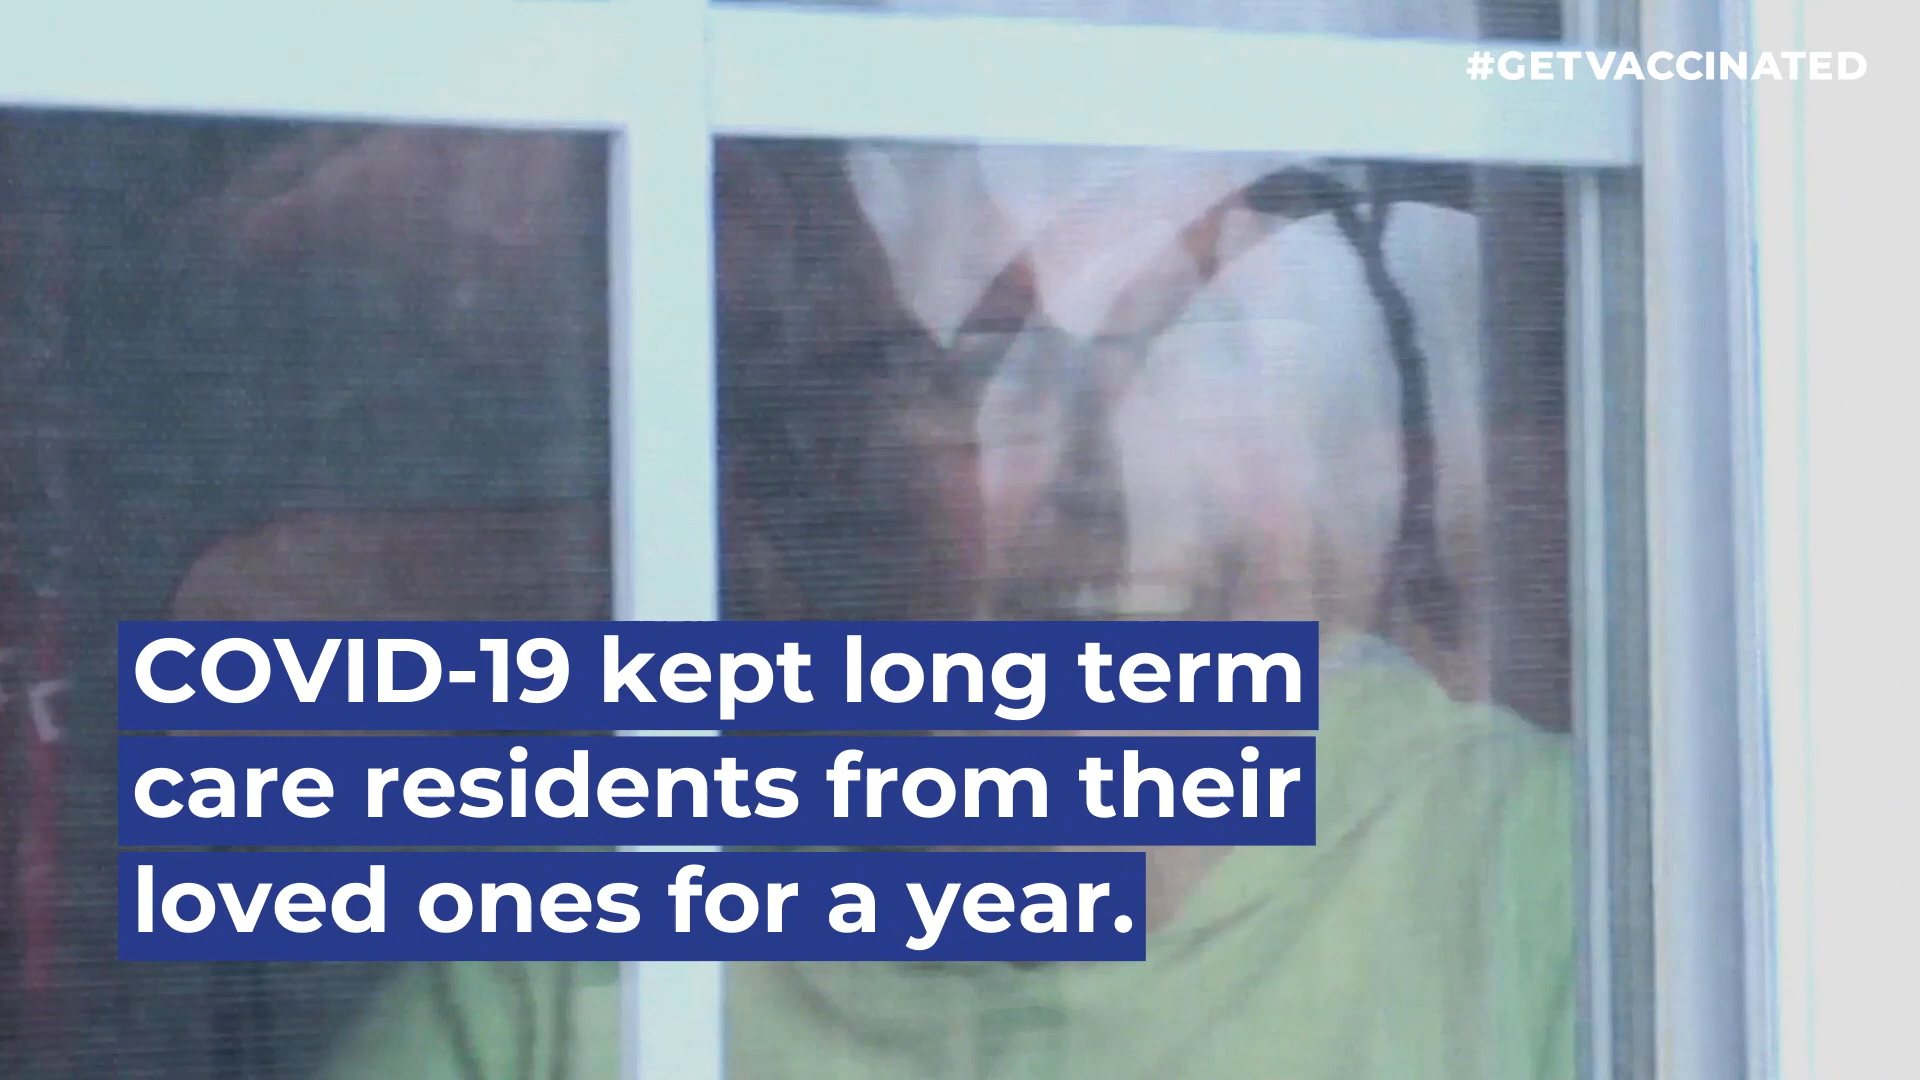 #GETVACCINATED
COVID-19 kept long term
care residents from their
loved ones for a year.